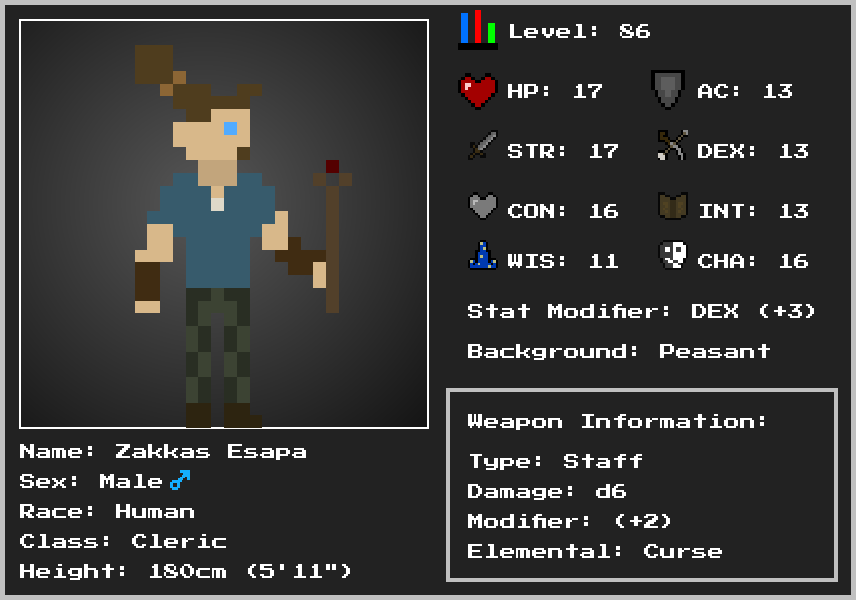 Level: 86
HP: 17
AC: 13
STR: 17
DEX: 13
CON: 16
INT: 13
WIS: 11
CHA: 16
Stat Modifier: DEX (+3)
Background: Peasant
Weapon Information:
Type: Staff
Damage: d6
Modifier: (+2)
Elemental: Curse
Name: Zakkas Esapa
Sex: Male♂
Race: Human
Class: Cleric
Height: 180cm (5'11")